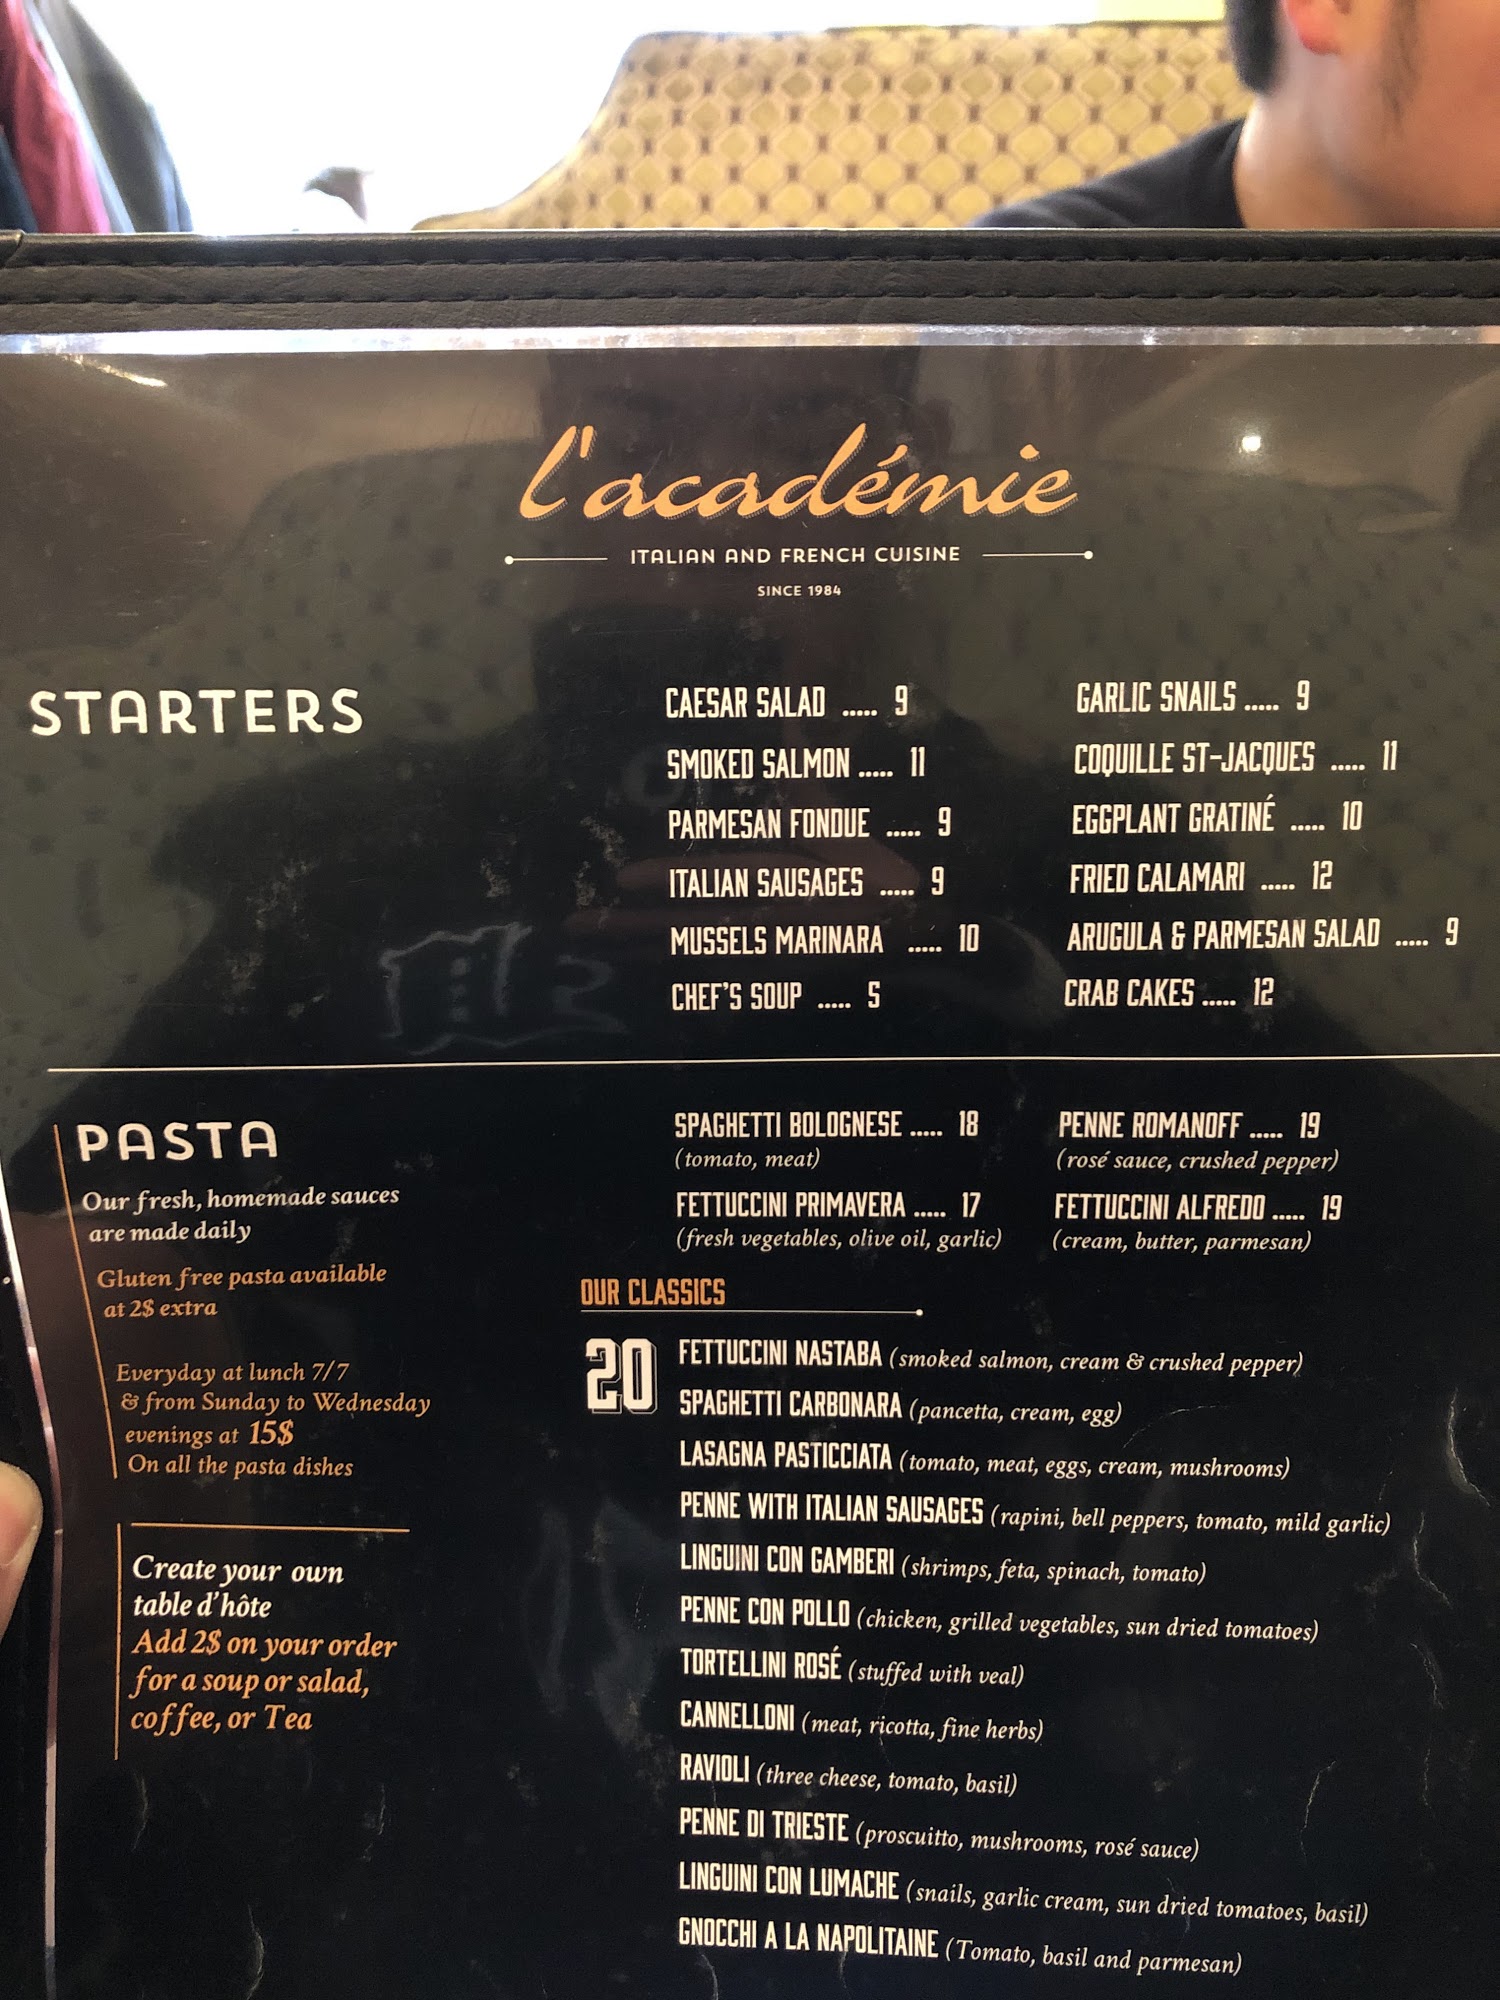 l'académie
ITALIAN AND FRENCH CUISINE
SINCE 1984
STARTERS
CAESAR SALAD ..... 9
SMOKED SALMON ..... 11
PARMESAN FONDUE ..... 9
ITALIAN SAUSAGES ..... 9
MUSSELS MARINARA ..... 10
CHEF'S SOUP ..... 5
GARLIC SNAILS ..... 9
COQUILLE ST-JACQUES ..... 11
EGGPLANT GRATINÉ ..... 10
FRIED CALAMARI ..... 12
ARUGULA & PARMESAN SALAD ..... 9
CRAB CAKES ..... 12
PASTA
Our fresh, homemade sauces
are made daily
Gluten free pasta available
at 2$ extra
Everyday at lunch 7/7
& from Sunday to Wednesday
evenings at 15$
On all the pasta dishes
Create your own
table d'hôte
Add 2$ on your order
for a soup or salad,
coffee, or Tea
SPAGHETTI BOLOGNESE ..... 18
(tomato, meat)
FETTUCCINI PRIMAVERA ..... 17
(fresh vegetables, olive oil, garlic)
PENNE ROMANOFF ..... 19
(rosé sauce, crushed pepper)
FETTUCCINI ALFREDO ..... 19
(cream, butter, parmesan)
OUR CLASSICS
20
FETTUCCINI NASTABA (smoked salmon, cream & crushed pepper)
SPAGHETTI CARBONARA (pancetta, cream, egg)
LASAGNA PASTICCIATA (tomato, meat, eggs, cream, mushrooms)
PENNE WITH ITALIAN SAUSAGES (rapini, bell peppers, tomato, mild garlic)
LINGUINI CON GAMBERI (shrimps, feta, spinach, tomato)
PENNE CON POLLO (chicken, grilled vegetables, sun dried tomatoes)
TORTELLINI ROSÉ (stuffed with veal)
CANNELLONI (meat, ricotta, fine herbs)
RAVIOLI (three cheese, tomato, basil)
PENNE DI TRIESTE (proscuitto, mushrooms, rosé sauce)
LINGUINI CON LUMACHE (snails, garlic cream, sun dried tomatoes, basil)
GNOCCHI A LA NAPOLITAINE (Tomato, basil and parmesan)